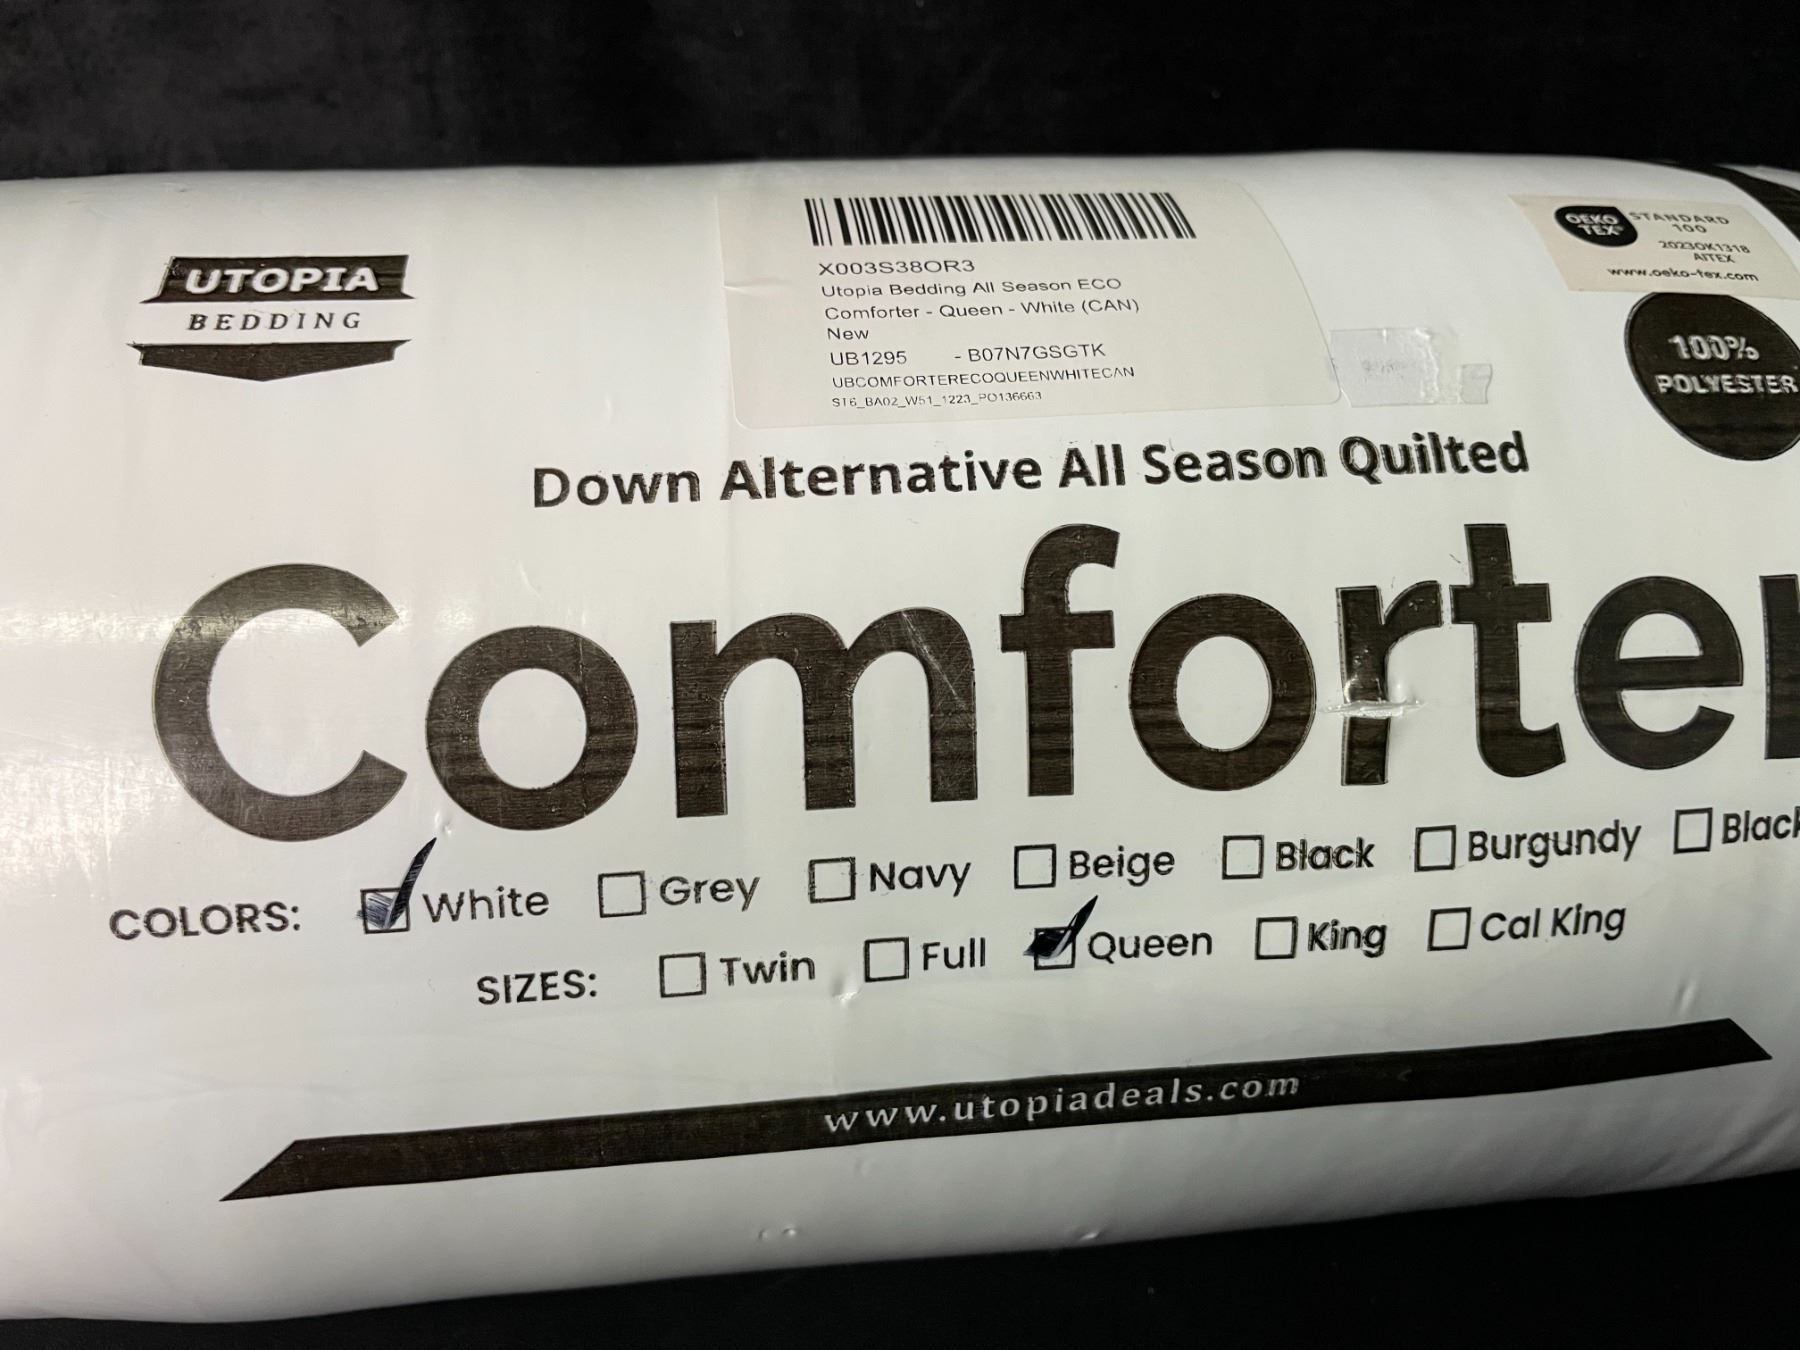 UTOPIA
BEDDING
X003S38OR3
Utopia Bedding All Season ECO
Comforter - Queen - White (CAN)
New
UB1295 - B07N7GSGTK
UBCOMFORTERECOQUEENWHITECAN
ST6_BA02_W51_1223_PO136663
OEKO
TEX®
STANDARD
100
2023OK1318
AITEX
www.oeko-tex.com
100%
POLYESTER
Down Alternative All Season Quilted
Comforter
COLORS: White Grey Navy Beige Black Burgundy Black
SIZES: Twin Full Queen King Cal King
www.utopiadeals.com